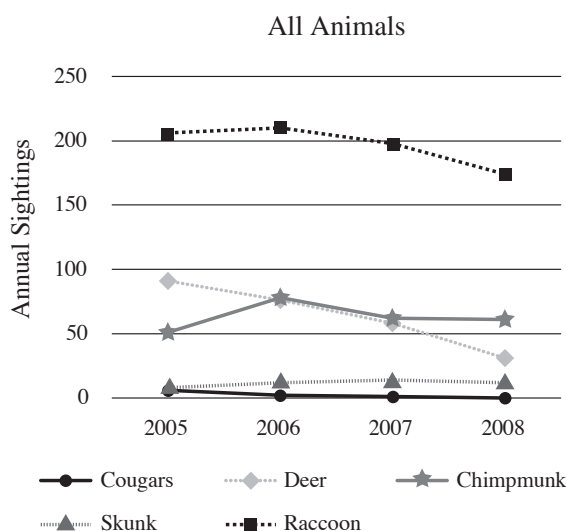 All Animals
250
200
150
100
50
0
Annual Sightings
2005 2006 2007 2008
Cougars Deer Chimpmunk
Skunk Raccoon